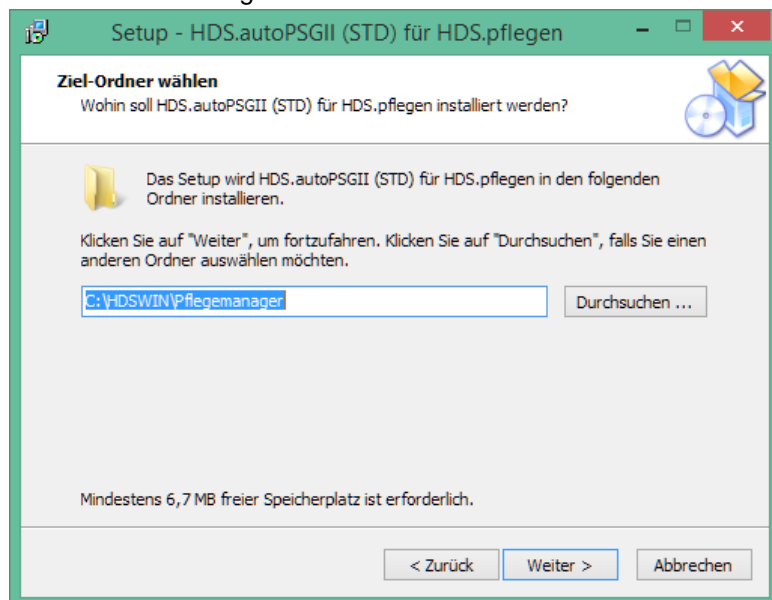 Setup - HDS.autoPSGII (STD) für HDS.pflegen
Ziel-Ordner wählen
Wohin soll HDS.autoPSGII (STD) für HDS.pflegen installiert werden?
Das Setup wird HDS.autoPSGII (STD) für HDS.pflegen in den folgenden
Ordner installieren.
Klicken Sie auf "Weiter", um fortzufahren. Klicken Sie auf "Durchsuchen", falls Sie einen
anderen Ordner auswählen möchten.
C:\HDSWIN\Pflegemanager
Durchsuchen ...
Mindestens 6,7 MB freier Speicherplatz ist erforderlich.
< Zurück
Weiter >
Abbrechen